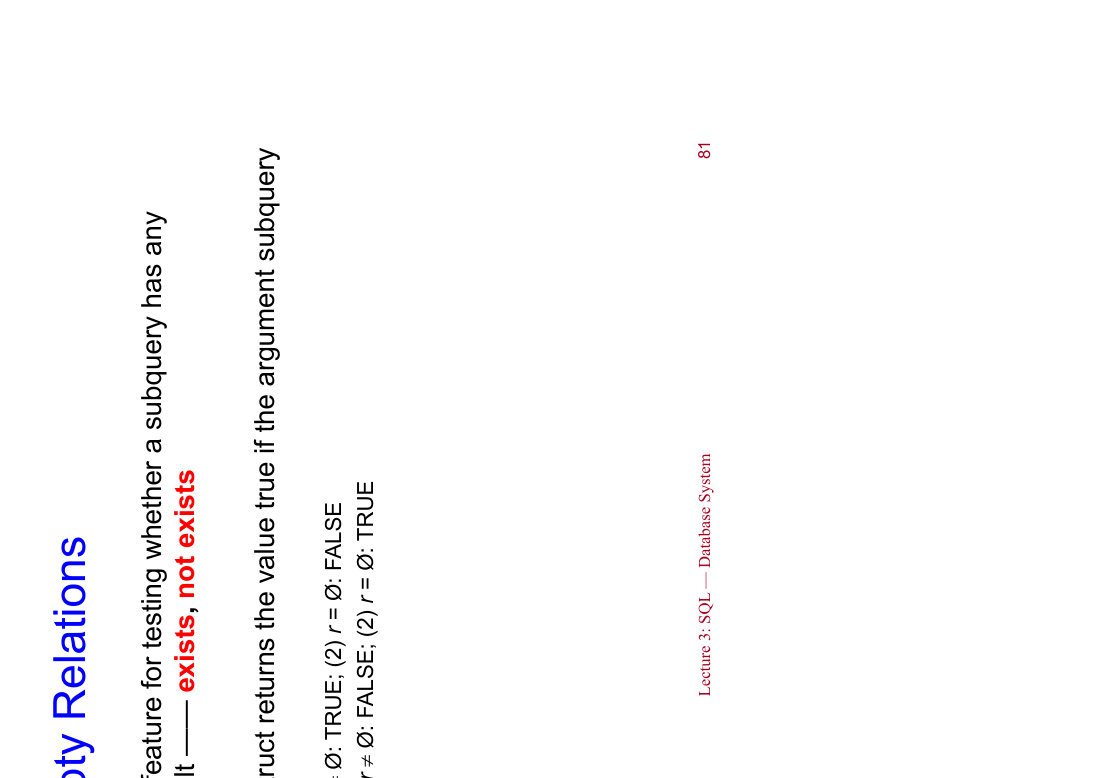 Relations
feature for testing whether a subquery has any
lt —— exists, not exists
ruct returns the value true if the argument subquery
Ø: TRUE; (2) r = Ø: FALSE
r ≠ Ø: FALSE; (2) r = Ø: TRUE
Lecture 3: SQL — Database System
81